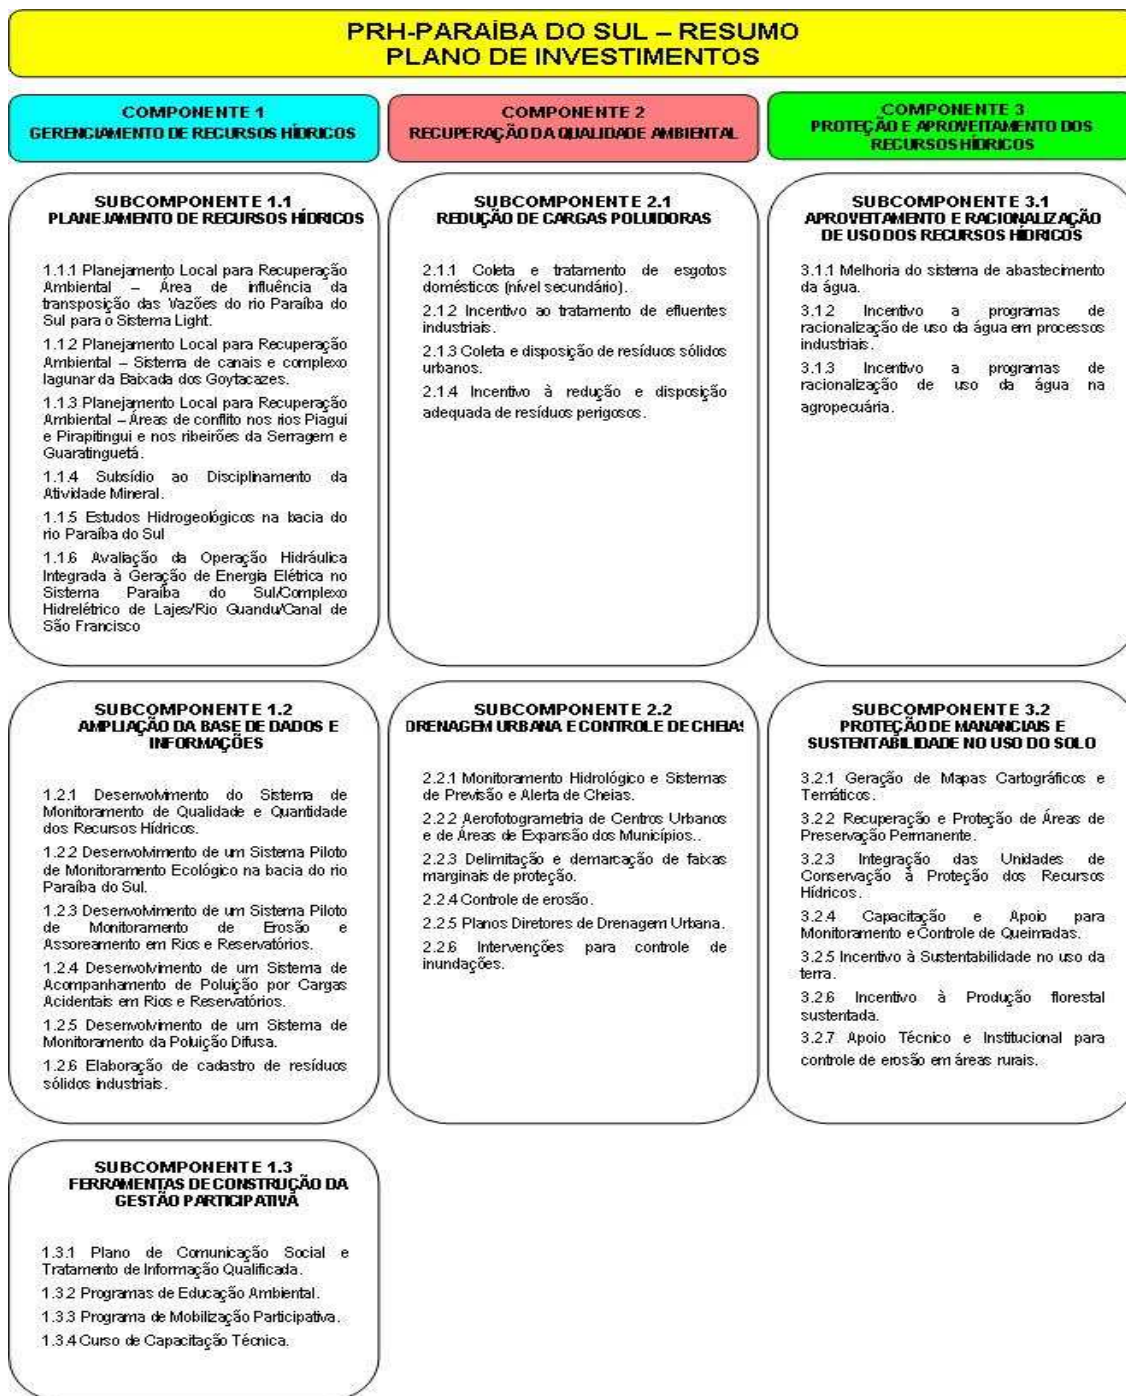 PRH-PARAÍBA DO SUL – RESUMO
PLANO DE INVESTIMENTOS
COMPONENTE 1
GERENCIAMENTO DE RECURSOS HÍDRICOS
SUBCOMPONENTE 1.1
PLANEJAMENTO DE RECURSOS HÍDRICOS
1.1.1 Planejamento Local para Recuperação
Ambiental – Área de influência da
transposição das Vazões do rio Paraíba do
Sul para o Sistema Light.
1.1.2 Planejamento Local para Recuperação
Ambiental – Sistema de canais e complexo
lagunar da Baixada dos Goytacazes.
1.1.3 Planejamento Local para Recuperação
Ambiental – Áreas de conflito nos rios Piagui
e Pirapitingui e nos ribeirões da Serragem e
Guaratinguetá.
1.1.4 Subsídio ao Disciplinamento da
Atividade Mineral.
1.1.5 Estudos Hidrogeológicos na bacia do
rio Paraíba do Sul
1.1.6 Avaliação da Operação Hidráulica
Integrada à Geração de Energia Elétrica no
Sistema Paraíba do Sul/Complexo
Hidrelétrico de Lajes/Rio Guandu/Canal de
São Francisco
SUBCOMPONENTE 1.2
AMPLIAÇÃO DA BASE DE DADOS E
INFORMAÇÕES
1.2.1 Desenvolvimento do Sistema de
Monitoramento de Qualidade e Quantidade
dos Recursos Hídricos.
1.2.2 Desenvolvimento de um Sistema Piloto
de Monitoramento Ecológico na bacia do rio
Paraíba do Sul.
1.2.3 Desenvolvimento de um Sistema Piloto
de Monitoramento de Erosão e
Assoreamento em Rios e Reservatórios.
1.2.4 Desenvolvimento de um Sistema de
Acompanhamento de Poluição por Cargas
Acidentais em Rios e Reservatórios.
1.2.5 Desenvolvimento de um Sistema de
Monitoramento da Poluição Difusa.
1.2.6 Elaboração de cadastro de resíduos
sólidos industriais.
SUBCOMPONENTE 1.3
FERRAMENTAS DE CONSTRUÇÃO DA
GESTÃO PARTICIPATIVA
1.3.1 Plano de Comunicação Social e
Tratamento de Informação Qualificada.
1.3.2 Programas de Educação Ambiental.
1.3.3 Programa de Mobilização Participativa.
1.3.4 Curso de Capacitação Técnica.
COMPONENTE 2
RECUPERAÇÃO DA QUALIDADE AMBIENTAL
SUBCOMPONENTE 2.1
REDUÇÃO DE CARGAS POLUIDORAS
2.1.1 Coleta e tratamento de esgotos
domésticos (nível secundário).
2.1.2 Incentivo ao tratamento de efluentes
industriais.
2.1.3 Coleta e disposição de resíduos sólidos
urbanos.
2.1.4 Incentivo à redução e disposição
adequada de resíduos perigosos.
SUBCOMPONENTE 2.2
DRENAGEM URBANA E CONTROLE DE CHEIAS
2.2.1 Monitoramento Hidrológico e Sistemas
de Previsão e Alerta de Cheias.
2.2.2 Aerofotogrametria de Centros Urbanos
e de Áreas de Expansão dos Municípios..
2.2.3 Delimitação e demarcação de faixas
marginais de proteção.
2.2.4 Controle de erosão.
2.2.5 Planos Diretores de Drenagem Urbana.
2.2.6 Intervenções para controle de
inundações.
COMPONENTE 3
PROTEÇÃO E APROVEITAMENTO DOS
RECURSOS HÍDRICOS
SUBCOMPONENTE 3.1
APROVEITAMENTO E RACIONALIZAÇÃO
DE USO DOS RECURSOS HÍDRICOS
3.1.1 Melhoria do sistema de abastecimento
da água.
3.1.2 Incentivo a programas de
racionalização de uso da água em processos
industriais.
3.1.3 Incentivo a programas de
racionalização de uso da água na
agropecuária.
SUBCOMPONENTE 3.2
PROTEÇÃO DE MANANCIAIS E
SUSTENTABILIDADE NO USO DO SOLO
3.2.1 Geração de Mapas Cartográficos e
Temáticos.
3.2.2 Recuperação e Proteção de Áreas de
Preservação Permanente.
3.2.3 Integração das Unidades de
Conservação à Proteção dos Recursos
Hídricos.
3.2.4 Capacitação e Apoio para
Monitoramento e Controle de Queimadas.
3.2.5 Incentivo à Sustentabilidade no uso da
terra.
3.2.6 Incentivo à Produção florestal
sustentada.
3.2.7 Apoio Técnico e Institucional para
controle de erosão em áreas rurais.